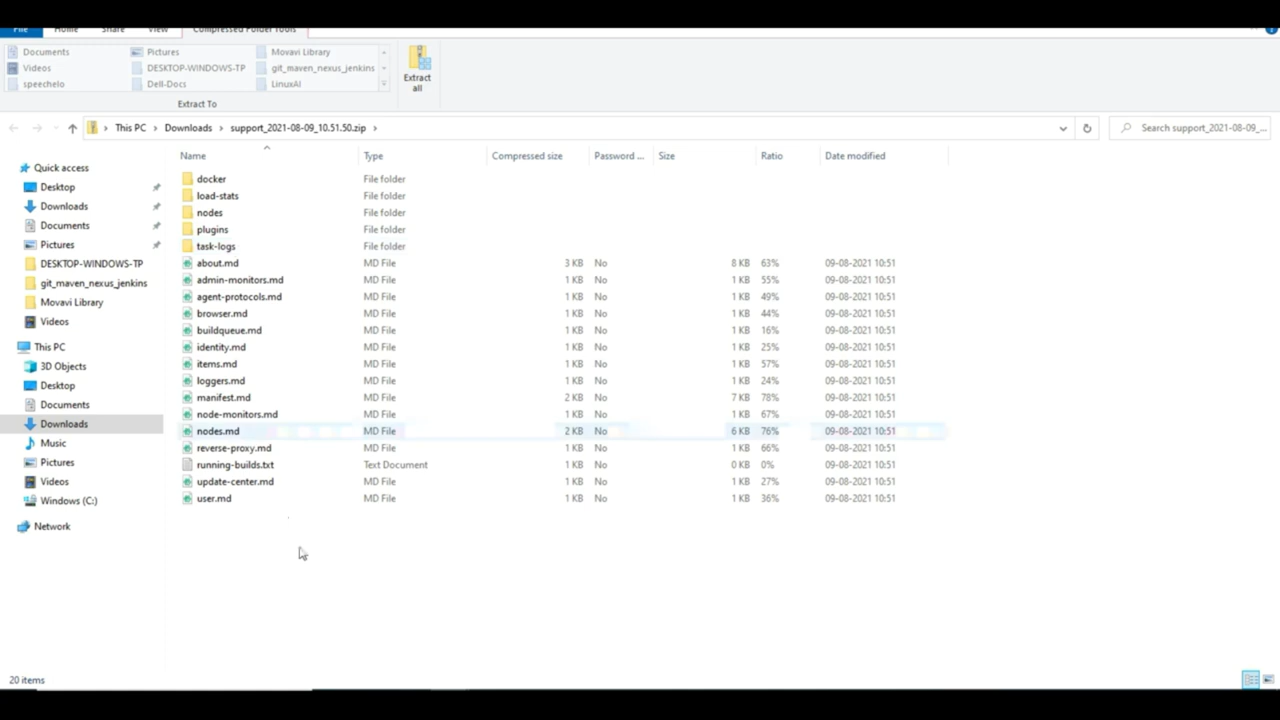 File Home Share View Compressed Folder Tools
Documents Pictures Movavi Library
Videos DESKTOP-WINDOWS-TP git_maven_nexus_jenkins
speechelo Dell-Docs LinuxAI
Extract all
Extract To
This PC > Downloads > support_2021-08-09_10.51.50.zip >
Search support_2021-08-09_...
Quick access
Desktop
Downloads
Documents
Pictures
DESKTOP-WINDOWS-TP
git_maven_nexus_jenkins
Movavi Library
Videos
This PC
3D Objects
Desktop
Documents
Downloads
Music
Pictures
Videos
Windows (C:)
Network
Name Type Compressed size Password ... Size Ratio Date modified
docker File folder
load-stats File folder
nodes File folder
plugins File folder
task-logs File folder
about.md MD File 3 KB No 8 KB 63% 09-08-2021 10:51
admin-monitors.md MD File 1 KB No 1 KB 55% 09-08-2021 10:51
agent-protocols.md MD File 1 KB No 1 KB 49% 09-08-2021 10:51
browser.md MD File 1 KB No 1 KB 44% 09-08-2021 10:51
buildqueue.md MD File 1 KB No 1 KB 16% 09-08-2021 10:51
identity.md MD File 1 KB No 1 KB 25% 09-08-2021 10:51
items.md MD File 1 KB No 1 KB 57% 09-08-2021 10:51
loggers.md MD File 1 KB No 1 KB 24% 09-08-2021 10:51
manifest.md MD File 2 KB No 7 KB 78% 09-08-2021 10:51
node-monitors.md MD File 1 KB No 1 KB 67% 09-08-2021 10:51
nodes.md MD File 2 KB No 6 KB 76% 09-08-2021 10:51
reverse-proxy.md MD File 1 KB No 1 KB 66% 09-08-2021 10:51
running-builds.txt Text Document 1 KB No 0 KB 0% 09-08-2021 10:51
update-center.md MD File 1 KB No 1 KB 27% 09-08-2021 10:51
user.md MD File 1 KB No 1 KB 36% 09-08-2021 10:51
20 items